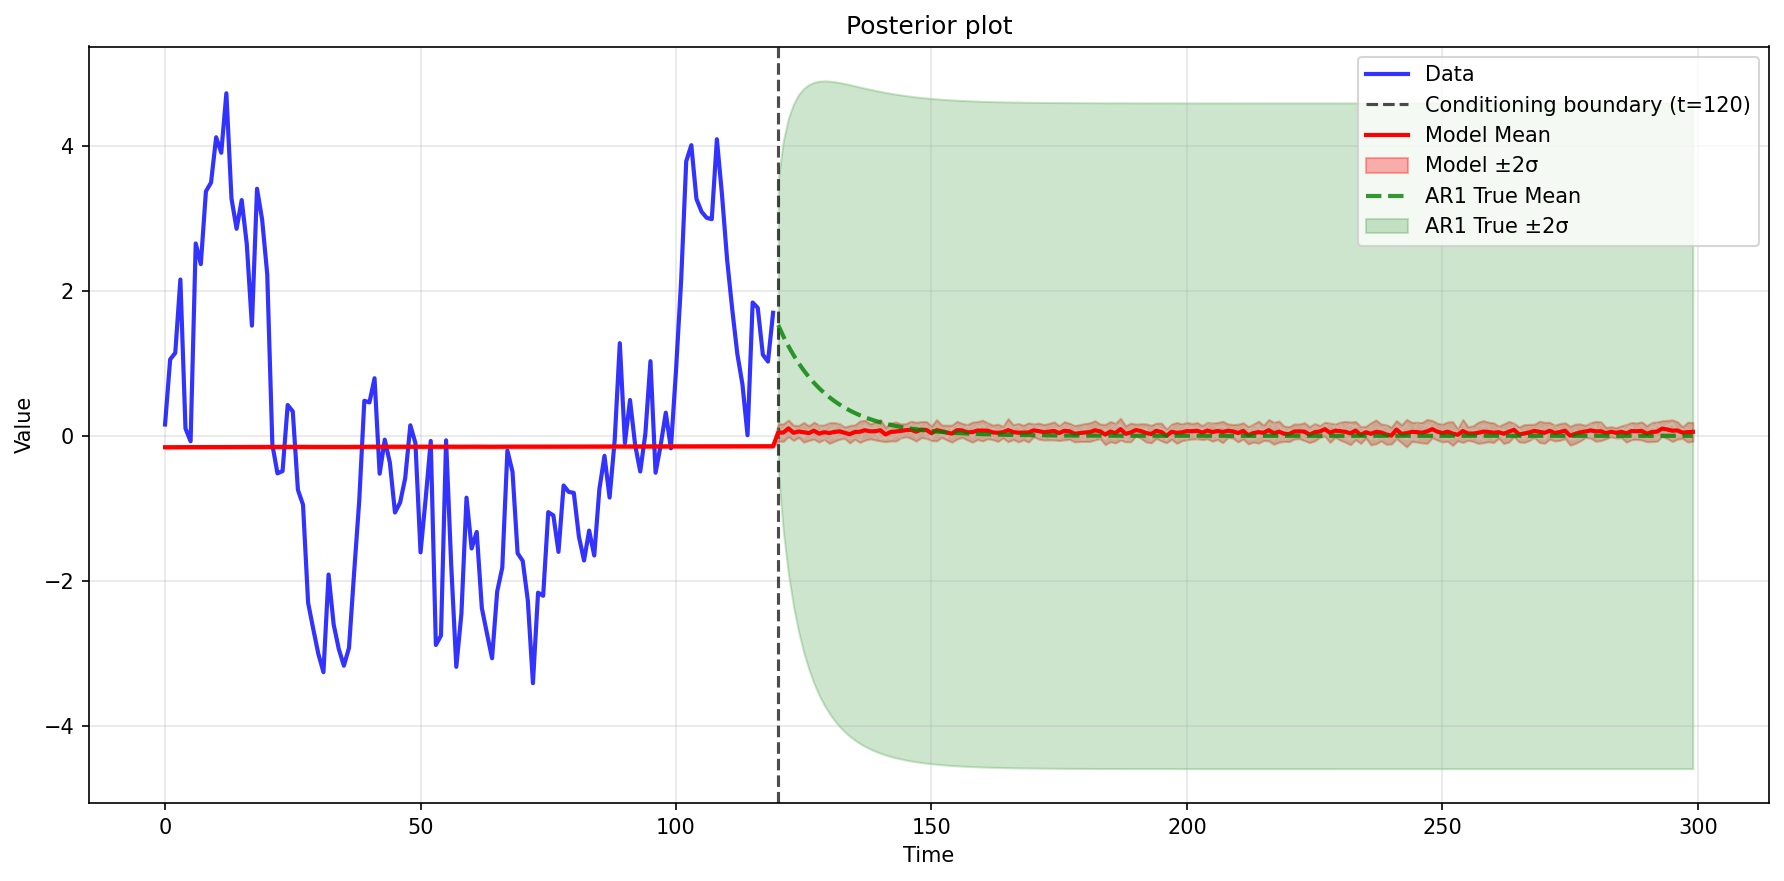 Posterior plot
Data
Conditioning boundary (t=120)
Model Mean
Model ±2σ
AR1 True Mean
AR1 True ±2σ
Value
4
2
0
−2
−4
0
50
100
150
200
250
300
Time